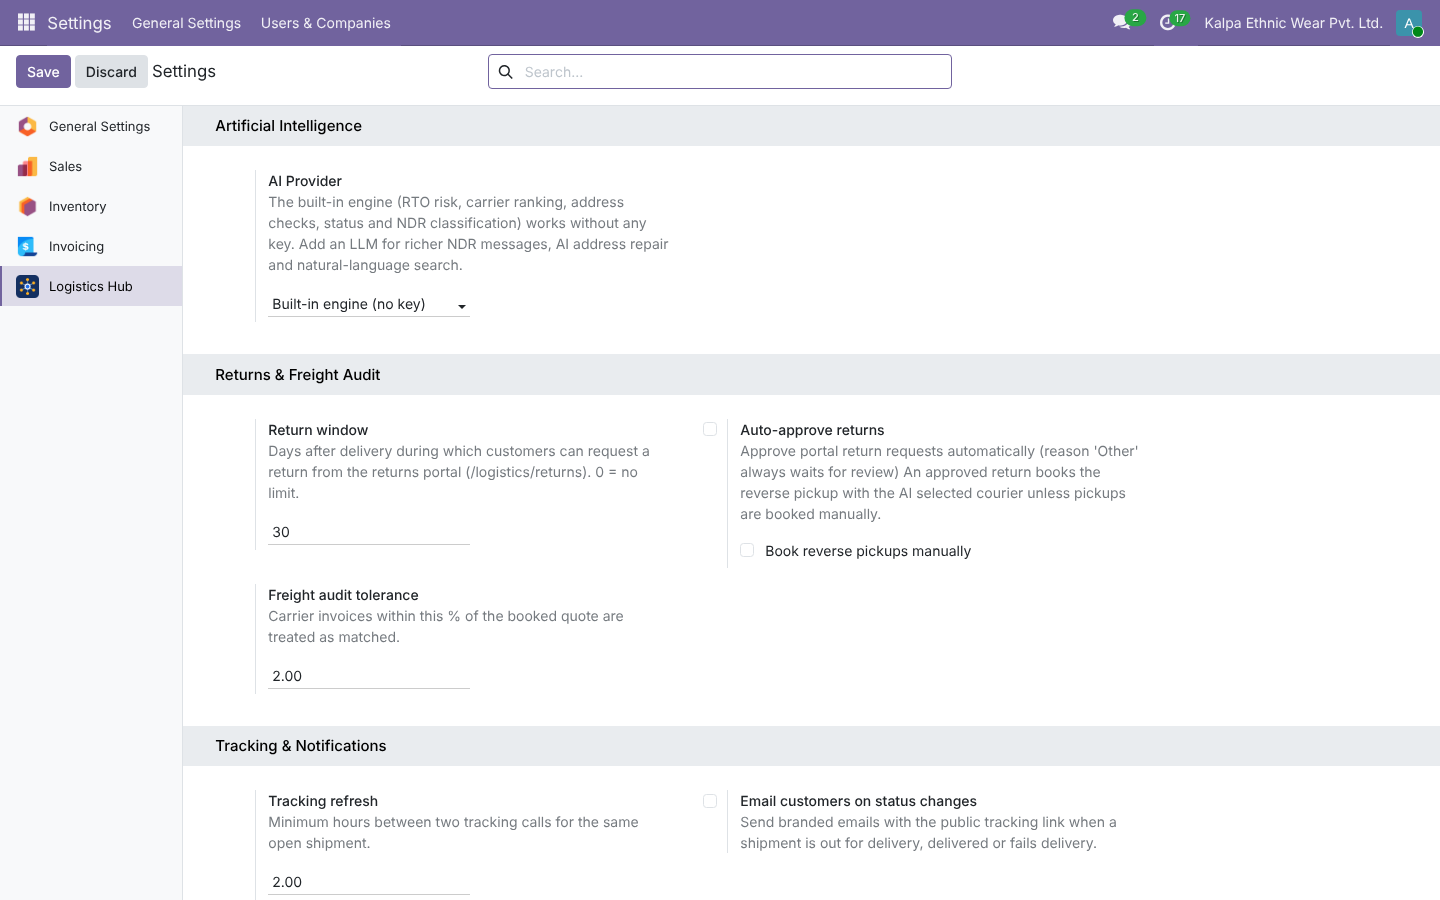 Settings General Settings Users & Companies 2 17 Kalpa Ethnic Wear Pvt. Ltd. A
Save Discard Settings Search...
General Settings
Sales
Inventory
Invoicing
Logistics Hub
Artificial Intelligence
AI Provider
The built-in engine (RTO risk, carrier ranking, address
checks, status and NDR classification) works without any
key. Add an LLM for richer NDR messages, AI address repair
and natural-language search.
Built-in engine (no key)
Returns & Freight Audit
Return window
Days after delivery during which customers can request a
return from the returns portal (/logistics/returns). 0 = no
limit.
30
Auto-approve returns
Approve portal return requests automatically (reason 'Other'
always waits for review) An approved return books the
reverse pickup with the AI selected courier unless pickups
are booked manually.
Book reverse pickups manually
Freight audit tolerance
Carrier invoices within this % of the booked quote are
treated as matched.
2.00
Tracking & Notifications
Tracking refresh
Minimum hours between two tracking calls for the same
open shipment.
2.00
Email customers on status changes
Send branded emails with the public tracking link when a
shipment is out for delivery, delivered or fails delivery.